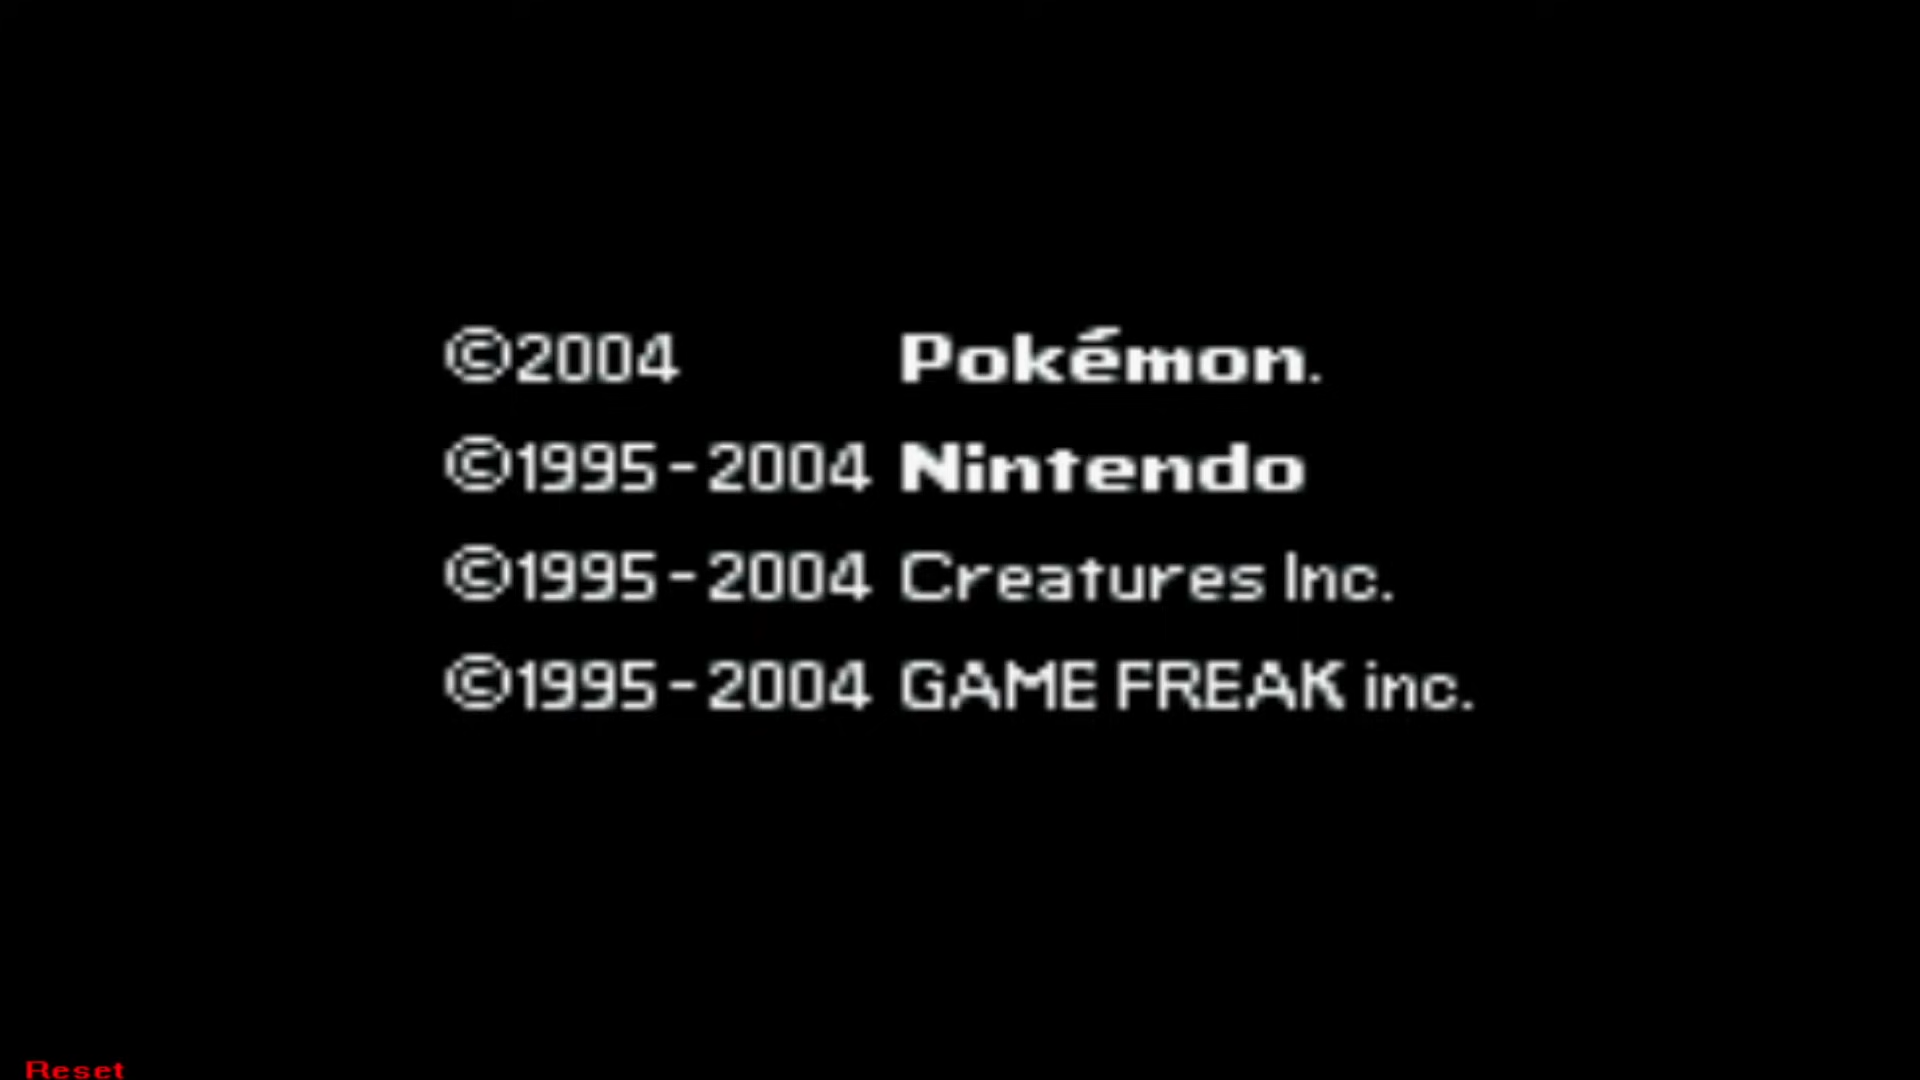 ©2004 Pokémon.
©1995-2004 Nintendo
©1995-2004 Creatures Inc.
©1995-2004 GAME FREAK inc.
Reset